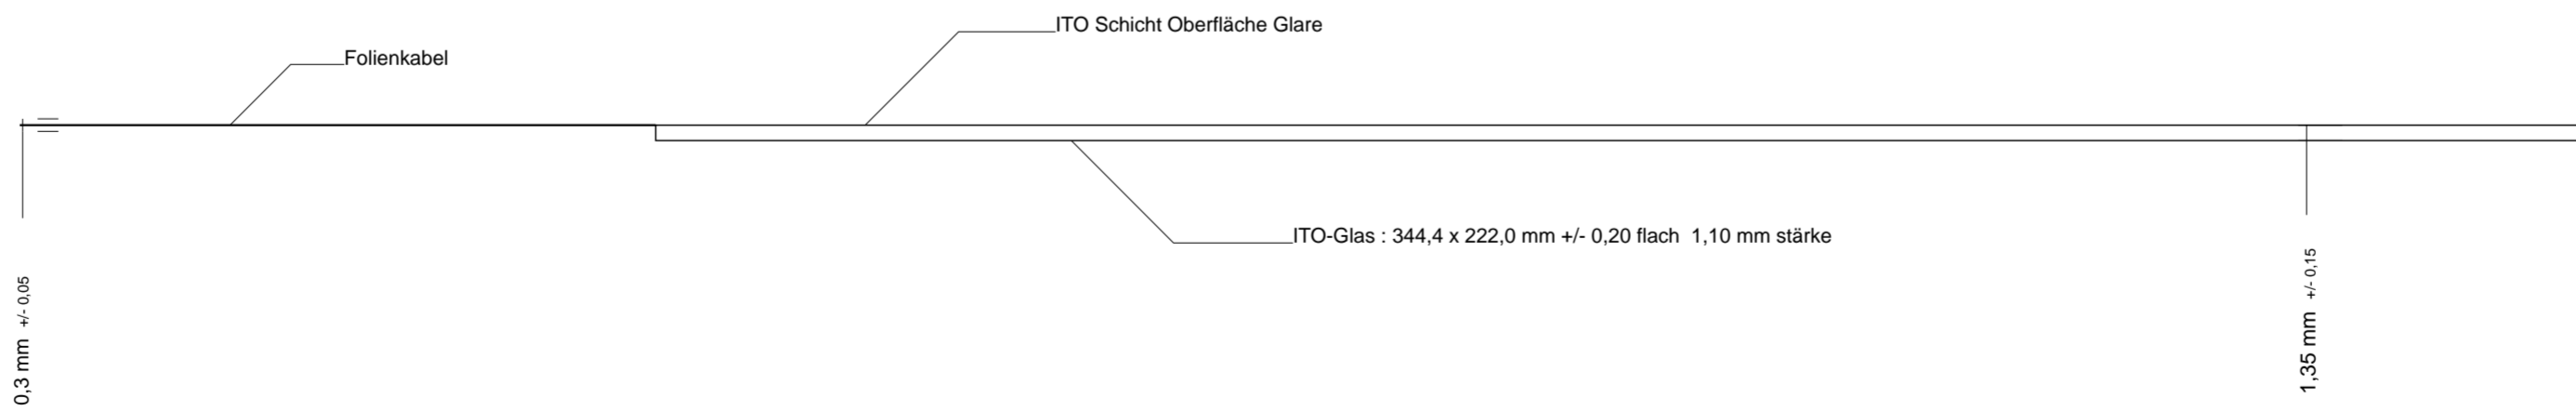 ITO Schicht Oberfläche Glare
Folienkabel
ITO-Glas : 344,4 x 222,0 mm +/- 0,20 flach  1,10 mm stärke
0,3 mm  +/- 0,05
1,35 mm  +/- 0,15